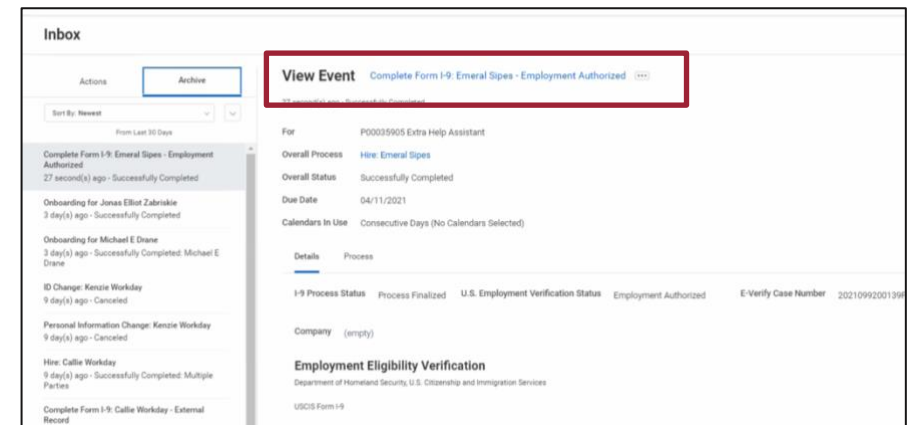 Inbox
Actions
Archive
Sort By: Newest
From Last 30 Days
Complete Form I-9: Emeral Sipes - Employment
Authorized
27 second(s) ago - Successfully Completed
Onboarding for Jonas Elliot Zabriskie
3 day(s) ago - Successfully Completed
Onboarding for Michael E Drane
3 day(s) ago - Successfully Completed: Michael E
Drane
ID Change: Kenzie Workday
9 day(s) ago - Canceled
Personal Information Change: Kenzie Workday
9 day(s) ago - Canceled
Hire: Callie Workday
9 day(s) ago - Successfully Completed: Multiple
Parties
Complete Form I-9: Callie Workday - External
Record
View Event Complete Form I-9: Emeral Sipes - Employment Authorized
27 second(s) ago - Successfully Completed
For P00035905 Extra Help Assistant
Overall Process Hire: Emeral Sipes
Overall Status Successfully Completed
Due Date 04/11/2021
Calendars In Use Consecutive Days (No Calendars Selected)
Details Process
I-9 Process Status Process Finalized U.S. Employment Verification Status Employment Authorized E-Verify Case Number 2021099200139
Company (empty)
Employment Eligibility Verification
Department of Homeland Security, U.S. Citizenship and Immigration Services
USCIS Form I-9